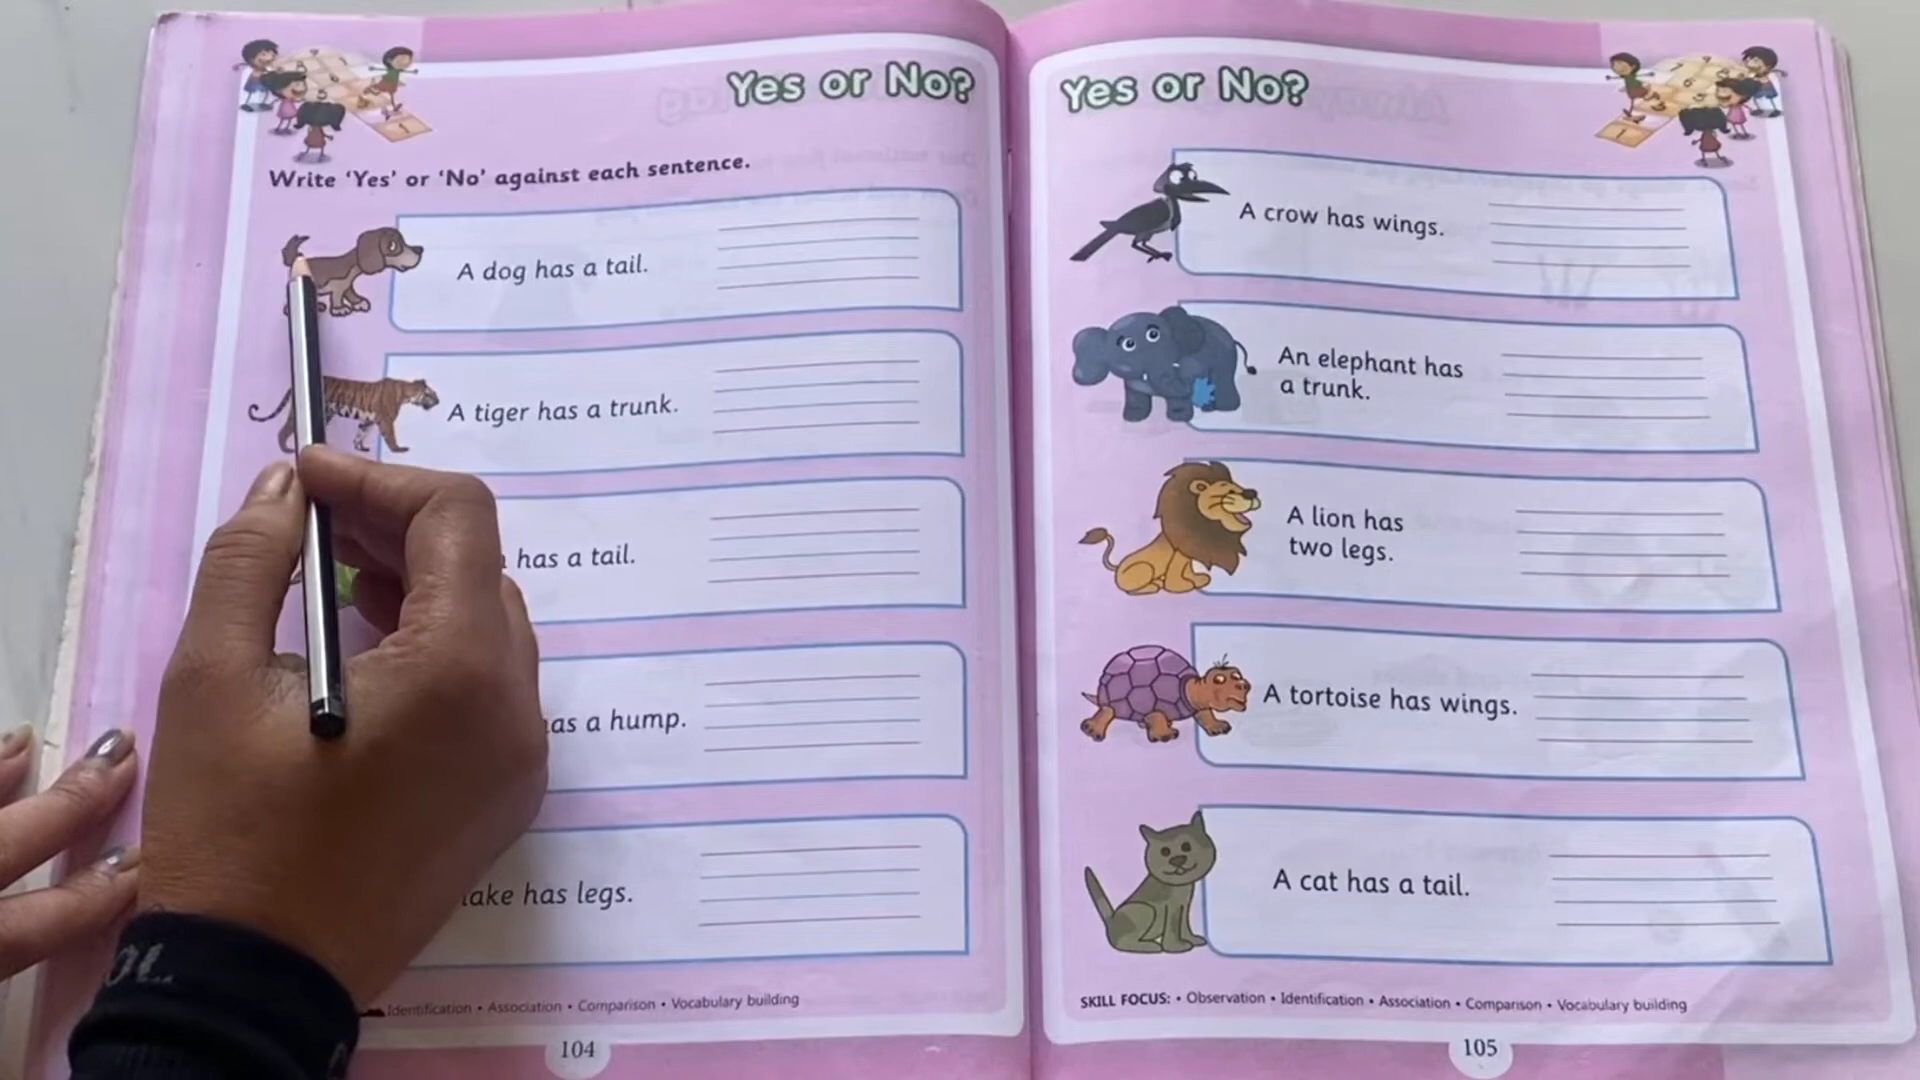 Yes or No?
Write ‘Yes’ or ‘No’ against each sentence.
A dog has a tail.
A tiger has a trunk.
has a tail.
has a hump.
has legs.
Identification • Association • Comparison • Vocabulary building
104
Yes or No?
1
A crow has wings.
An elephant has
a trunk.
A lion has
two legs.
A tortoise has wings.
A cat has a tail.
SKILL FOCUS: • Observation • Identification • Association • Comparison • Vocabulary building
105